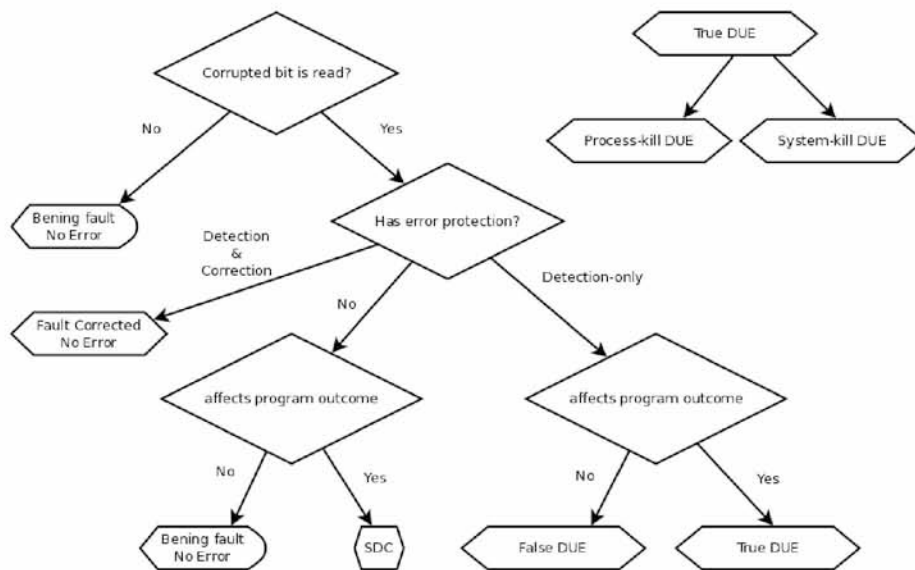 True DUE
Corrupted bit is read?
No
Yes
Process-kill DUE
System-kill DUE
Bening fault
No Error
Has error protection?
Detection
&
Correction
Detection-only
No
Fault Corrected
No Error
affects program outcome
affects program outcome
No
Yes
No
Yes
Bening fault
No Error
SDC
False DUE
True DUE